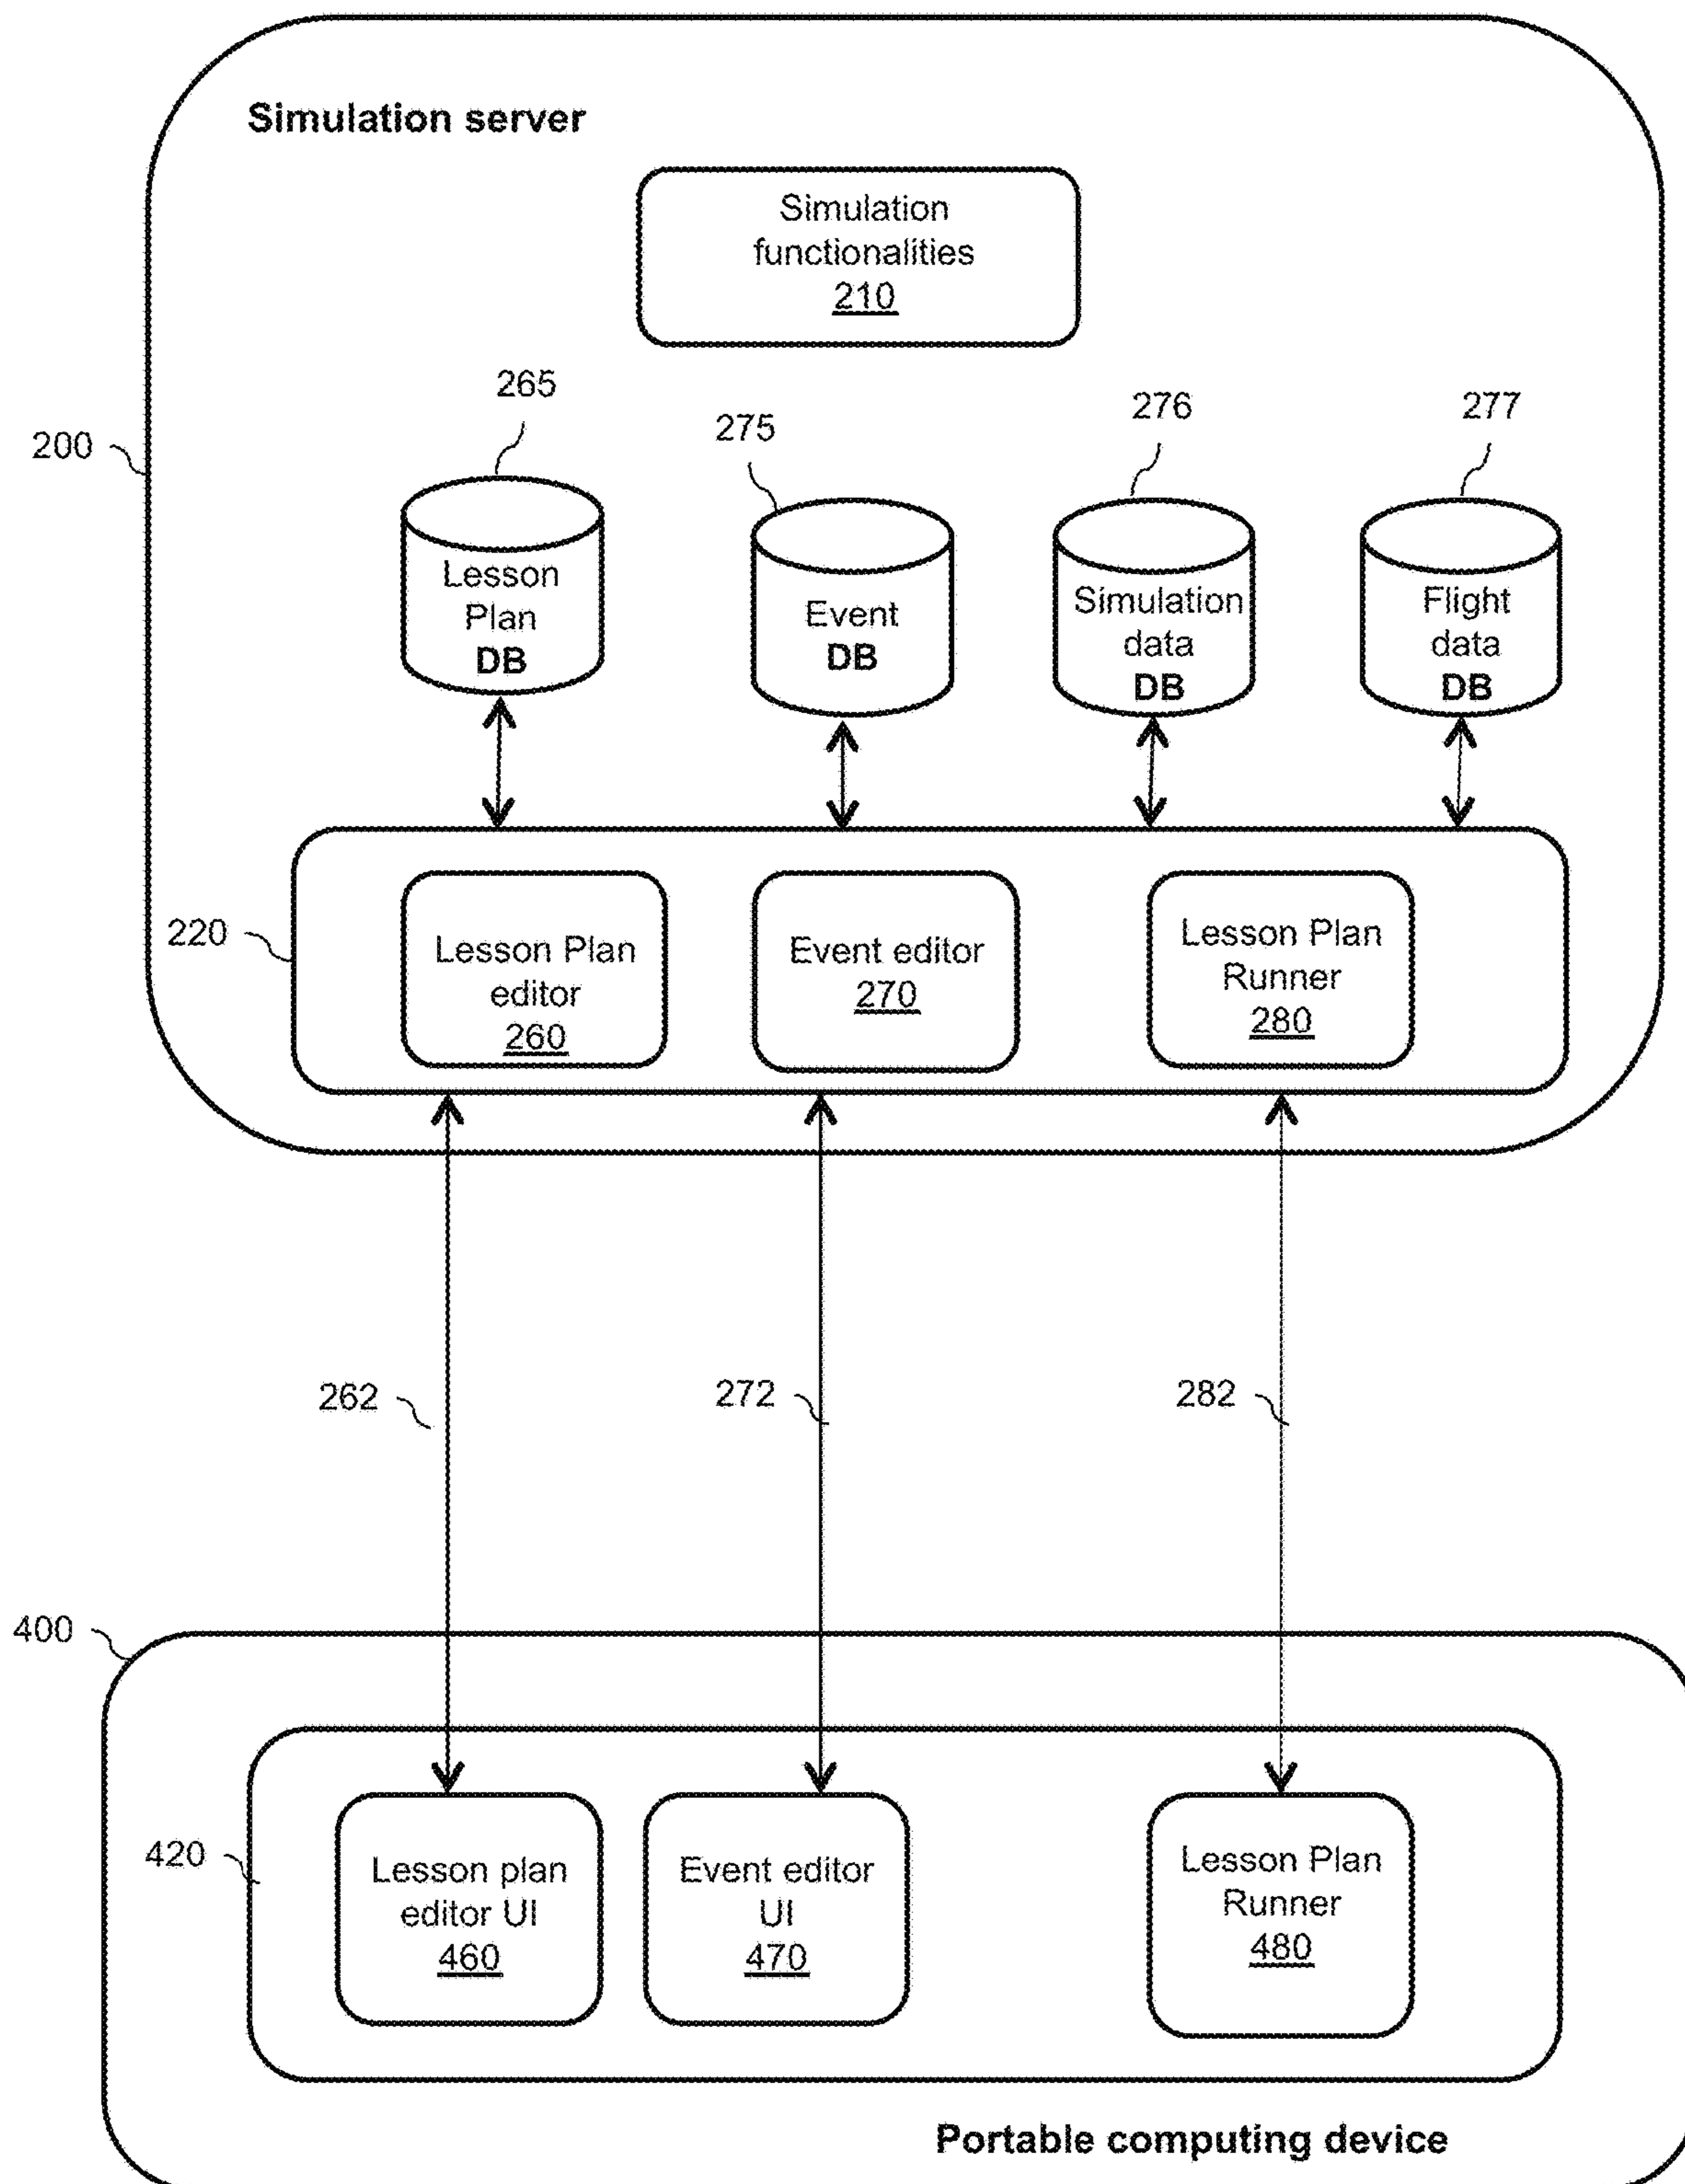 Simulation server
Simulation
functionalities
210
200
265
275
276
277
Lesson
Plan
DB
Event
DB
Simulation
data
DB
Flight
data
DB
220
Lesson Plan
editor
260
Event editor
270
Lesson Plan
Runner
280
262
272
282
400
420
Lesson plan
editor UI
460
Event editor
UI
470
Lesson Plan
Runner
480
Portable computing device